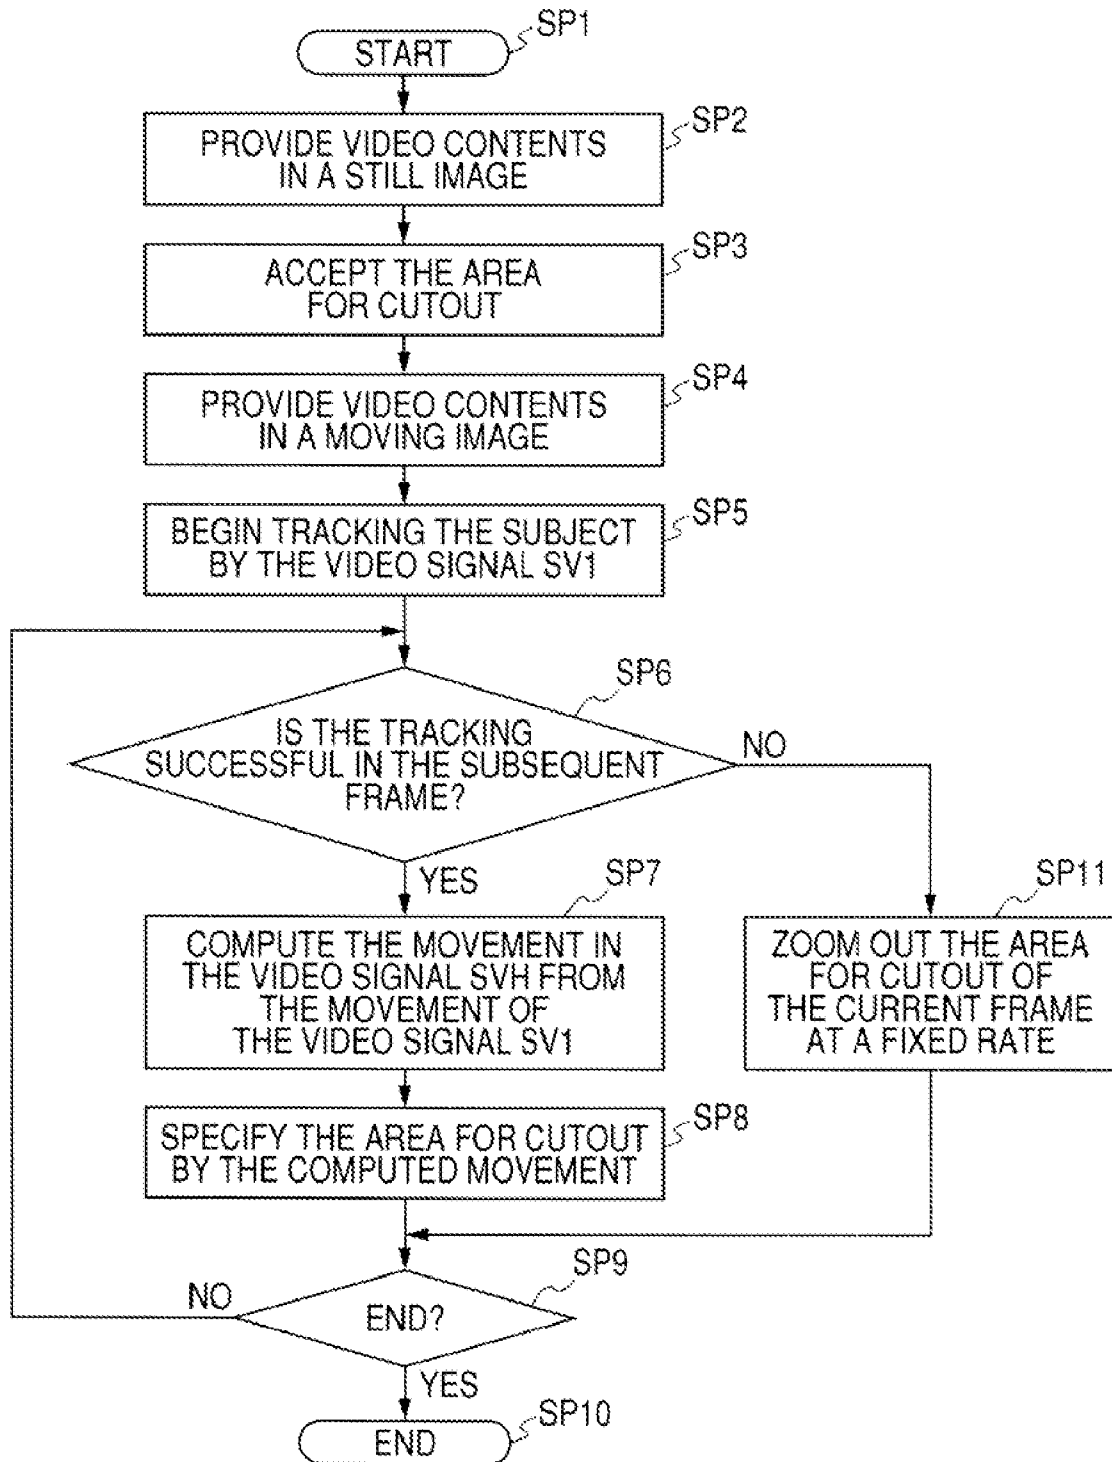 SP1
START
SP2
PROVIDE VIDEO CONTENTS
IN A STILL IMAGE
SP3
ACCEPT THE AREA
FOR CUTOUT
SP4
PROVIDE VIDEO CONTENTS
IN A MOVING IMAGE
SP5
BEGIN TRACKING THE SUBJECT
BY THE VIDEO SIGNAL SV1
SP6
IS THE TRACKING
SUCCESSFUL IN THE SUBSEQUENT
FRAME?
NO
YES
SP7
COMPUTE THE MOVEMENT IN
THE VIDEO SIGNAL SVH FROM
THE MOVEMENT OF
THE VIDEO SIGNAL SV1
SP11
ZOOM OUT THE AREA
FOR CUTOUT OF
THE CURRENT FRAME
AT A FIXED RATE
SP8
SPECIFY THE AREA FOR CUTOUT
BY THE COMPUTED MOVEMENT
SP9
NO
END?
YES
SP10
END